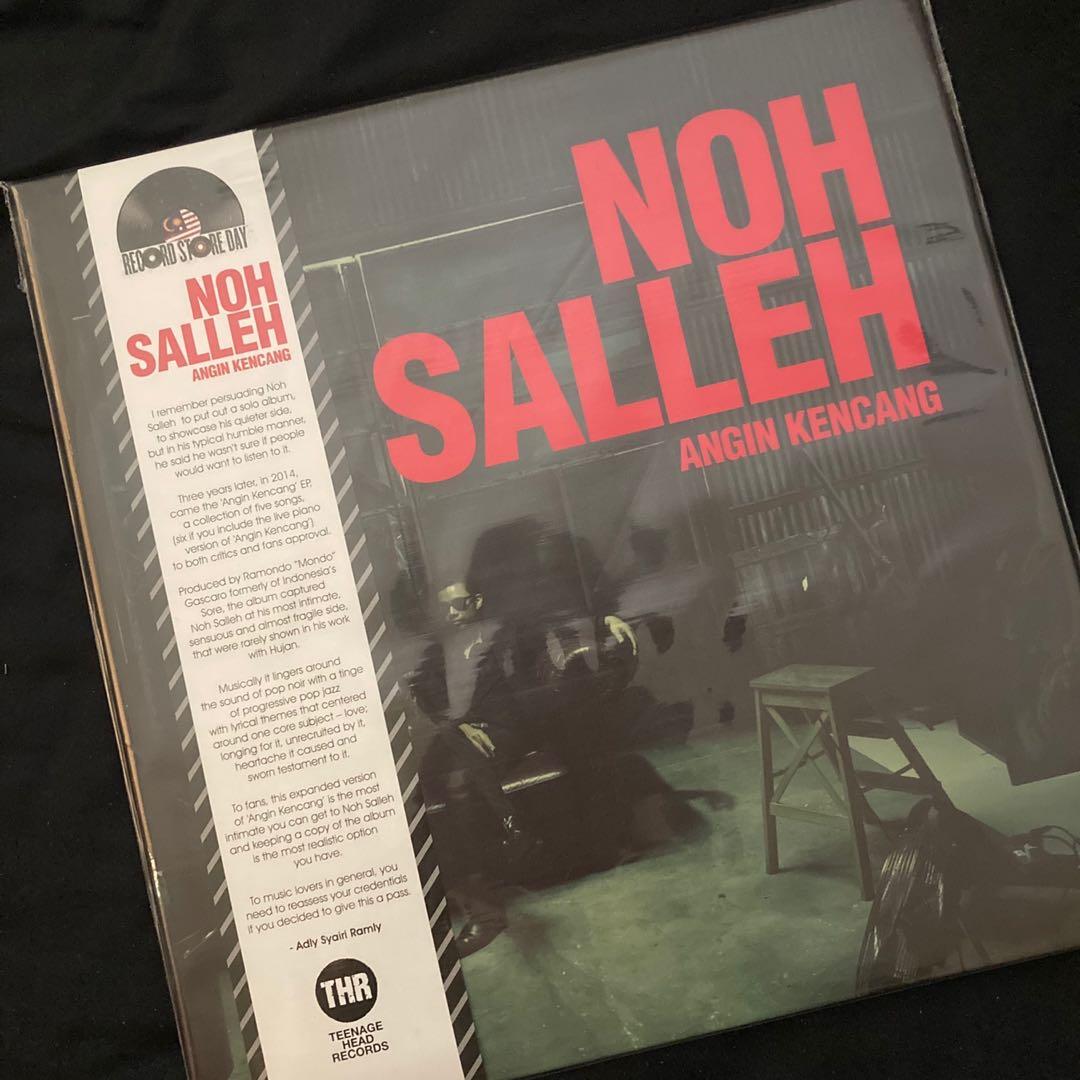 RECORD STORE DAY
NOH
SALLEH
ANGIN KENCANG
I remember persuading Noh
Salleh to put out a solo album,
to showcase his quieter side,
but in his typical humble manner,
he said he wasn't sure if people
would want to listen to it.
Three years later, in 2014,
came the 'Angin Kencang' EP,
a collection of five songs,
(six if you include the live piano
version of 'Angin Kencang')
to both critics and fans approval.
Produced by Ramondo "Mondo"
Gascaro formerly of Indonesia's
Sore, the album captured
Noh Salleh at his most intimate,
sensuous and almost fragile side,
that were rarely shown in his work
with Hujan.
Musically it lingers around
the sound of pop noir with a tinge
of progressive pop jazz
with lyrical themes that centered
around one core subject – love;
longing for it, unrecruited by it,
heartache it caused and
sworn testament to it.
To fans, this expanded version
of 'Angin Kencang' is the most
intimate you can get to Noh Salleh
and keeping a copy of the album
is the most realistic option
you have.
To music lovers in general, you
need to reassess your credentials
if you decided to give this a pass.
- Adly Syairi Ramly
THR
TEENAGE
HEAD
RECORDS
NOH
SALLEH
ANGIN KENCANG